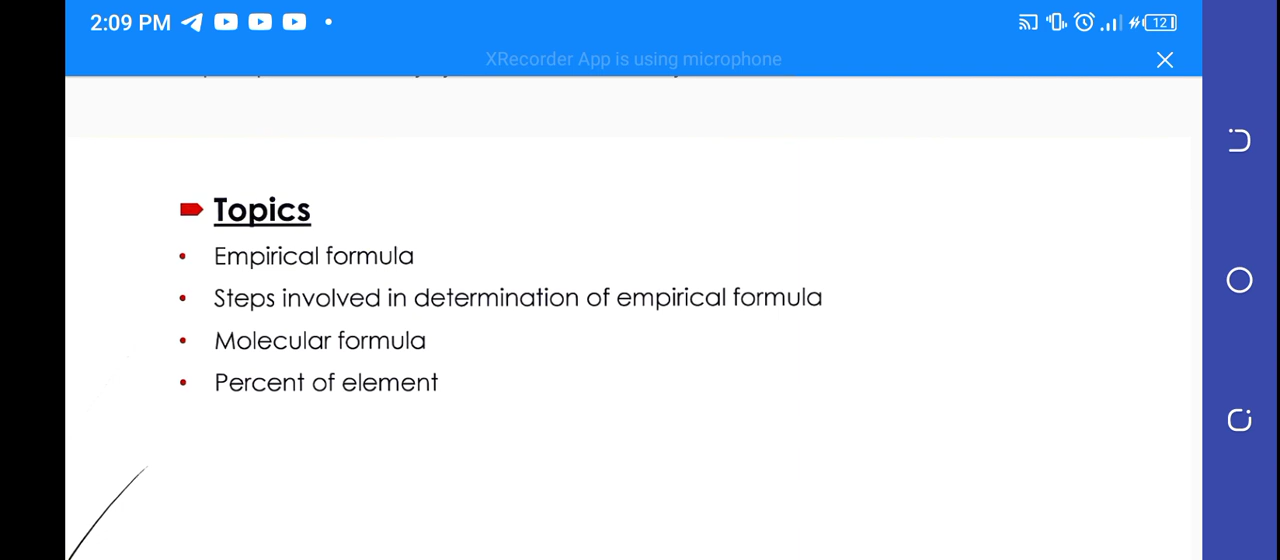 2:09 PM
12
XRecorder App is using microphone
Topics
• Empirical formula
• Steps involved in determination of empirical formula
• Molecular formula
• Percent of element